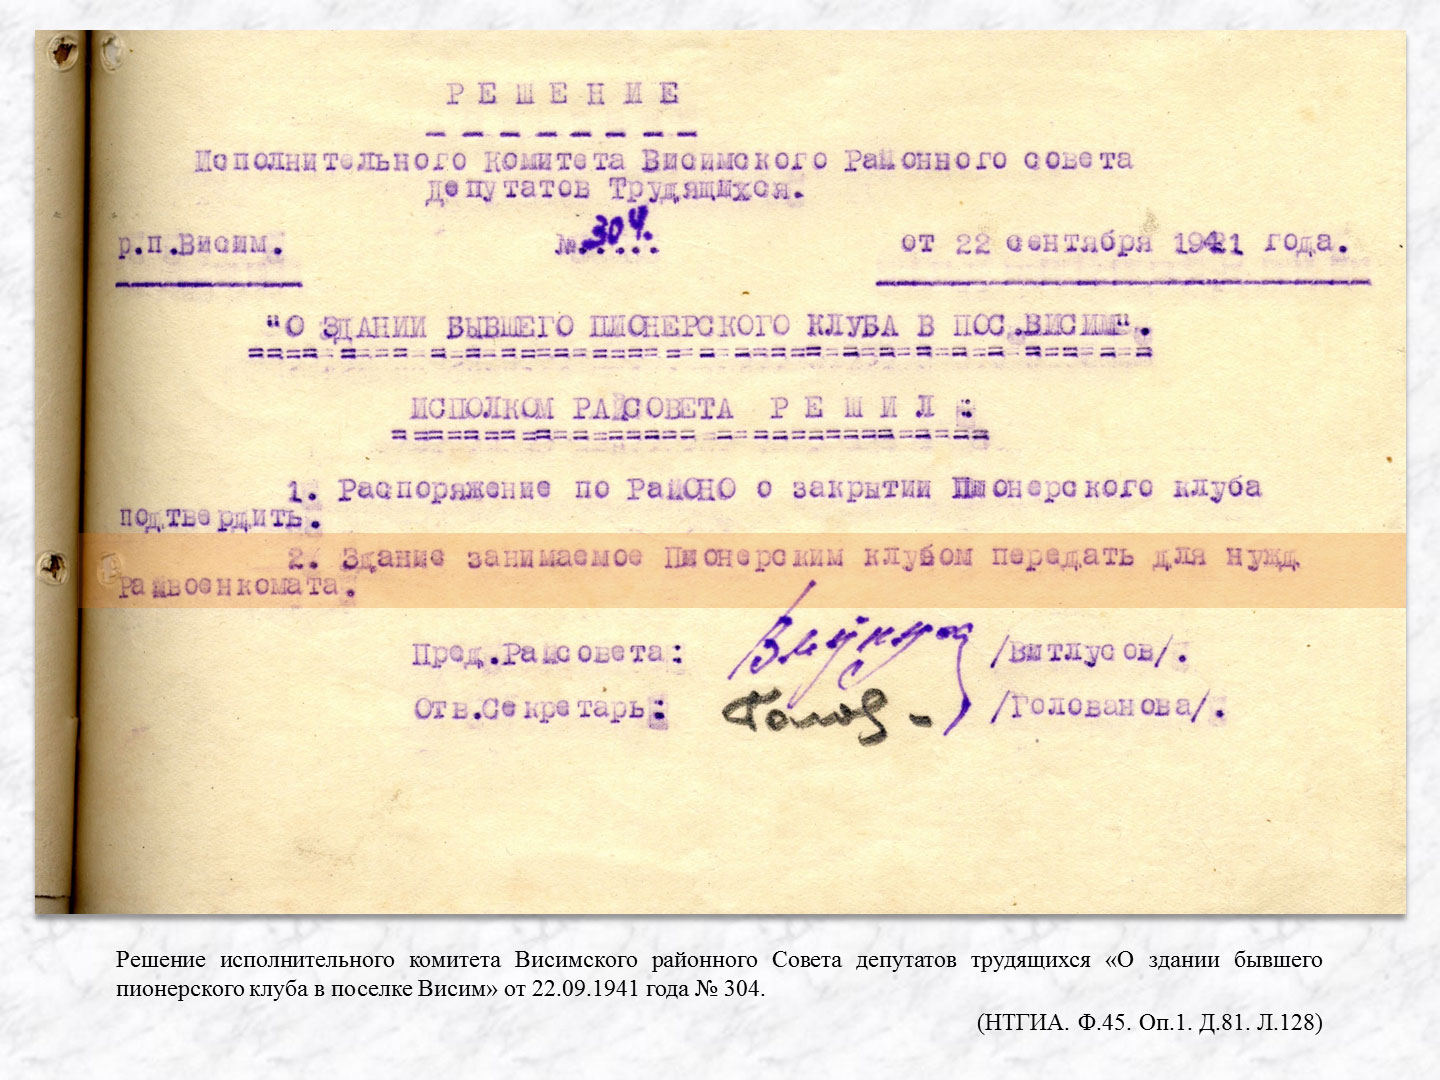 Р Е Ш Е Н И Е
Исполнительного Комитета Висимского Районного совета
Депутатов Трудящихся.
р.п.Висим. № 304. от 22 сентября 1941 года.
"О ЗДАНИИ БЫВШЕГО ПИОНЕРСКОГО КЛУБА В ПОС.ВИСИМ".
ИСПОЛКОМ РАЙСОВЕТА Р Е Ш И Л :
1. Распоряжение по РайОНО о закрытии Пионерского клуба
подтвердить.
2. Здание занимаемое Пионерским клубом передать для нужд
Райвоенкомата.
Пред.Райсовета: /Витлусов/.
Отв.Секретарь: Голов- /Голованова/.
Решение исполнительного комитета Висимского районного Совета депутатов трудящихся «О здании бывшего
пионерского клуба в поселке Висим» от 22.09.1941 года № 304.
(НТГИА. Ф.45. Оп.1. Д.81. Л.128)